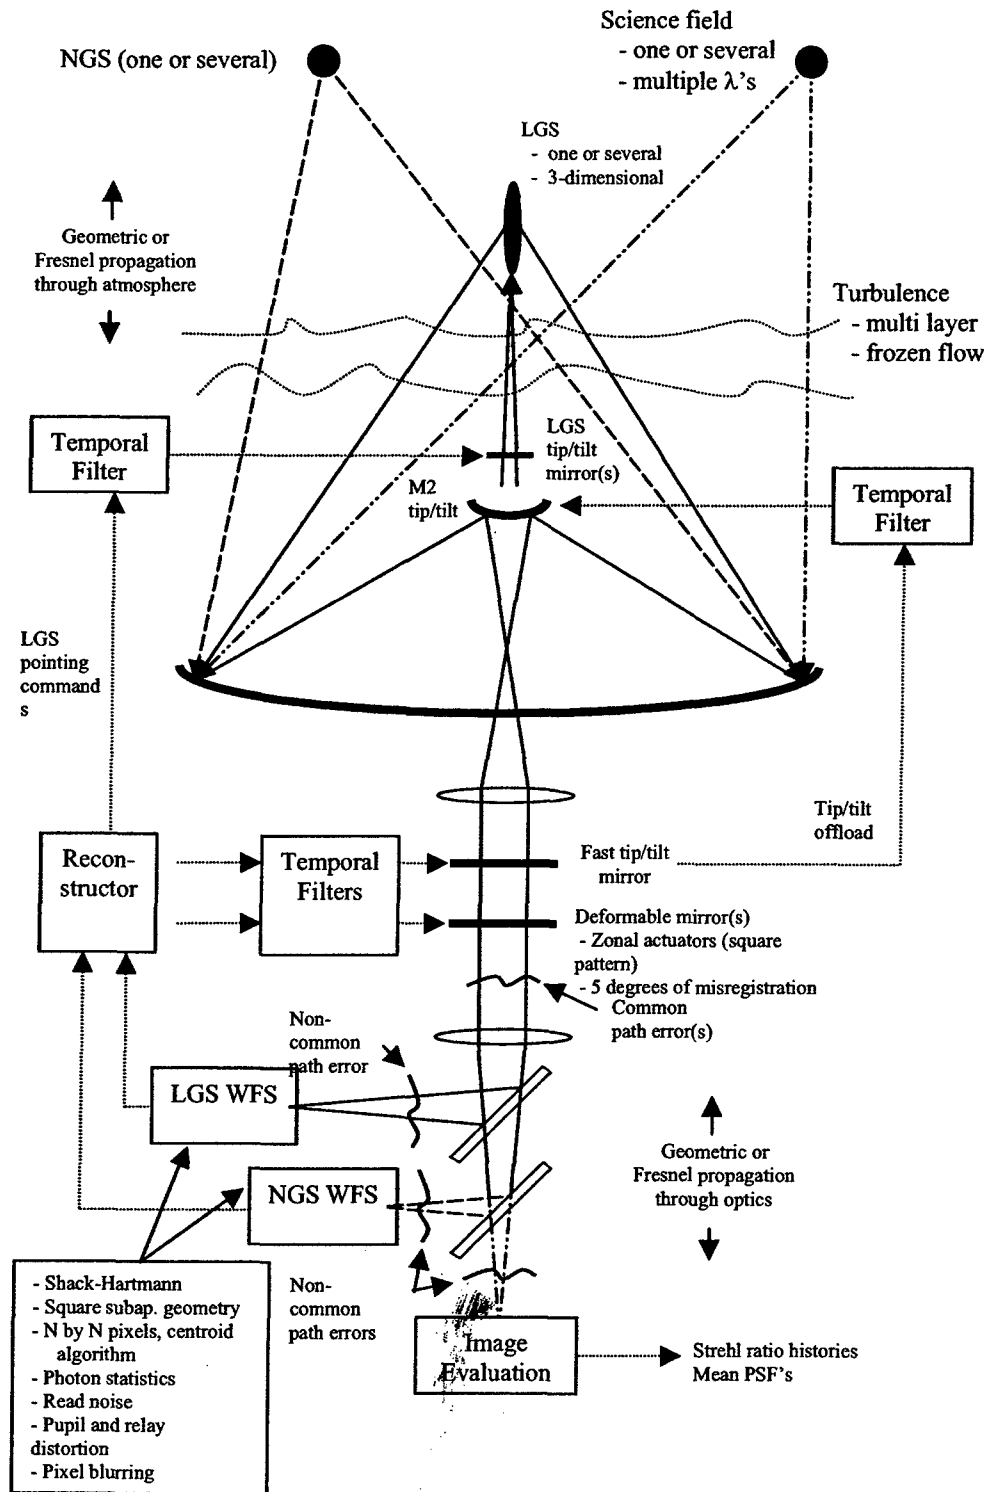 Science field
- one or several
- multiple λ's
NGS (one or several)
LGS
- one or several
- 3-dimensional
Geometric or
Fresnel propagation
through atmosphere
Turbulence
- multi layer
- frozen flow
Temporal
Filter
LGS
tip/tilt
mirror(s)
M2
tip/tilt
Temporal
Filter
LGS
pointing
command
s
Tip/tilt
offload
Recon-
structor
Temporal
Filters
Fast tip/tilt
mirror
Deformable mirror(s)
- Zonal actuators (square
pattern)
- 5 degrees of misregistration
Common
path error(s)
Non-
common
path error
LGS WFS
Geometric or
Fresnel propagation
through optics
NGS WFS
- Shack-Hartmann
- Square subap. geometry
- N by N pixels, centroid
algorithm
- Photon statistics
- Read noise
- Pupil and relay
distortion
- Pixel blurring
Non-
common
path errors
Image
Evaluation
Strehl ratio histories
Mean PSF's